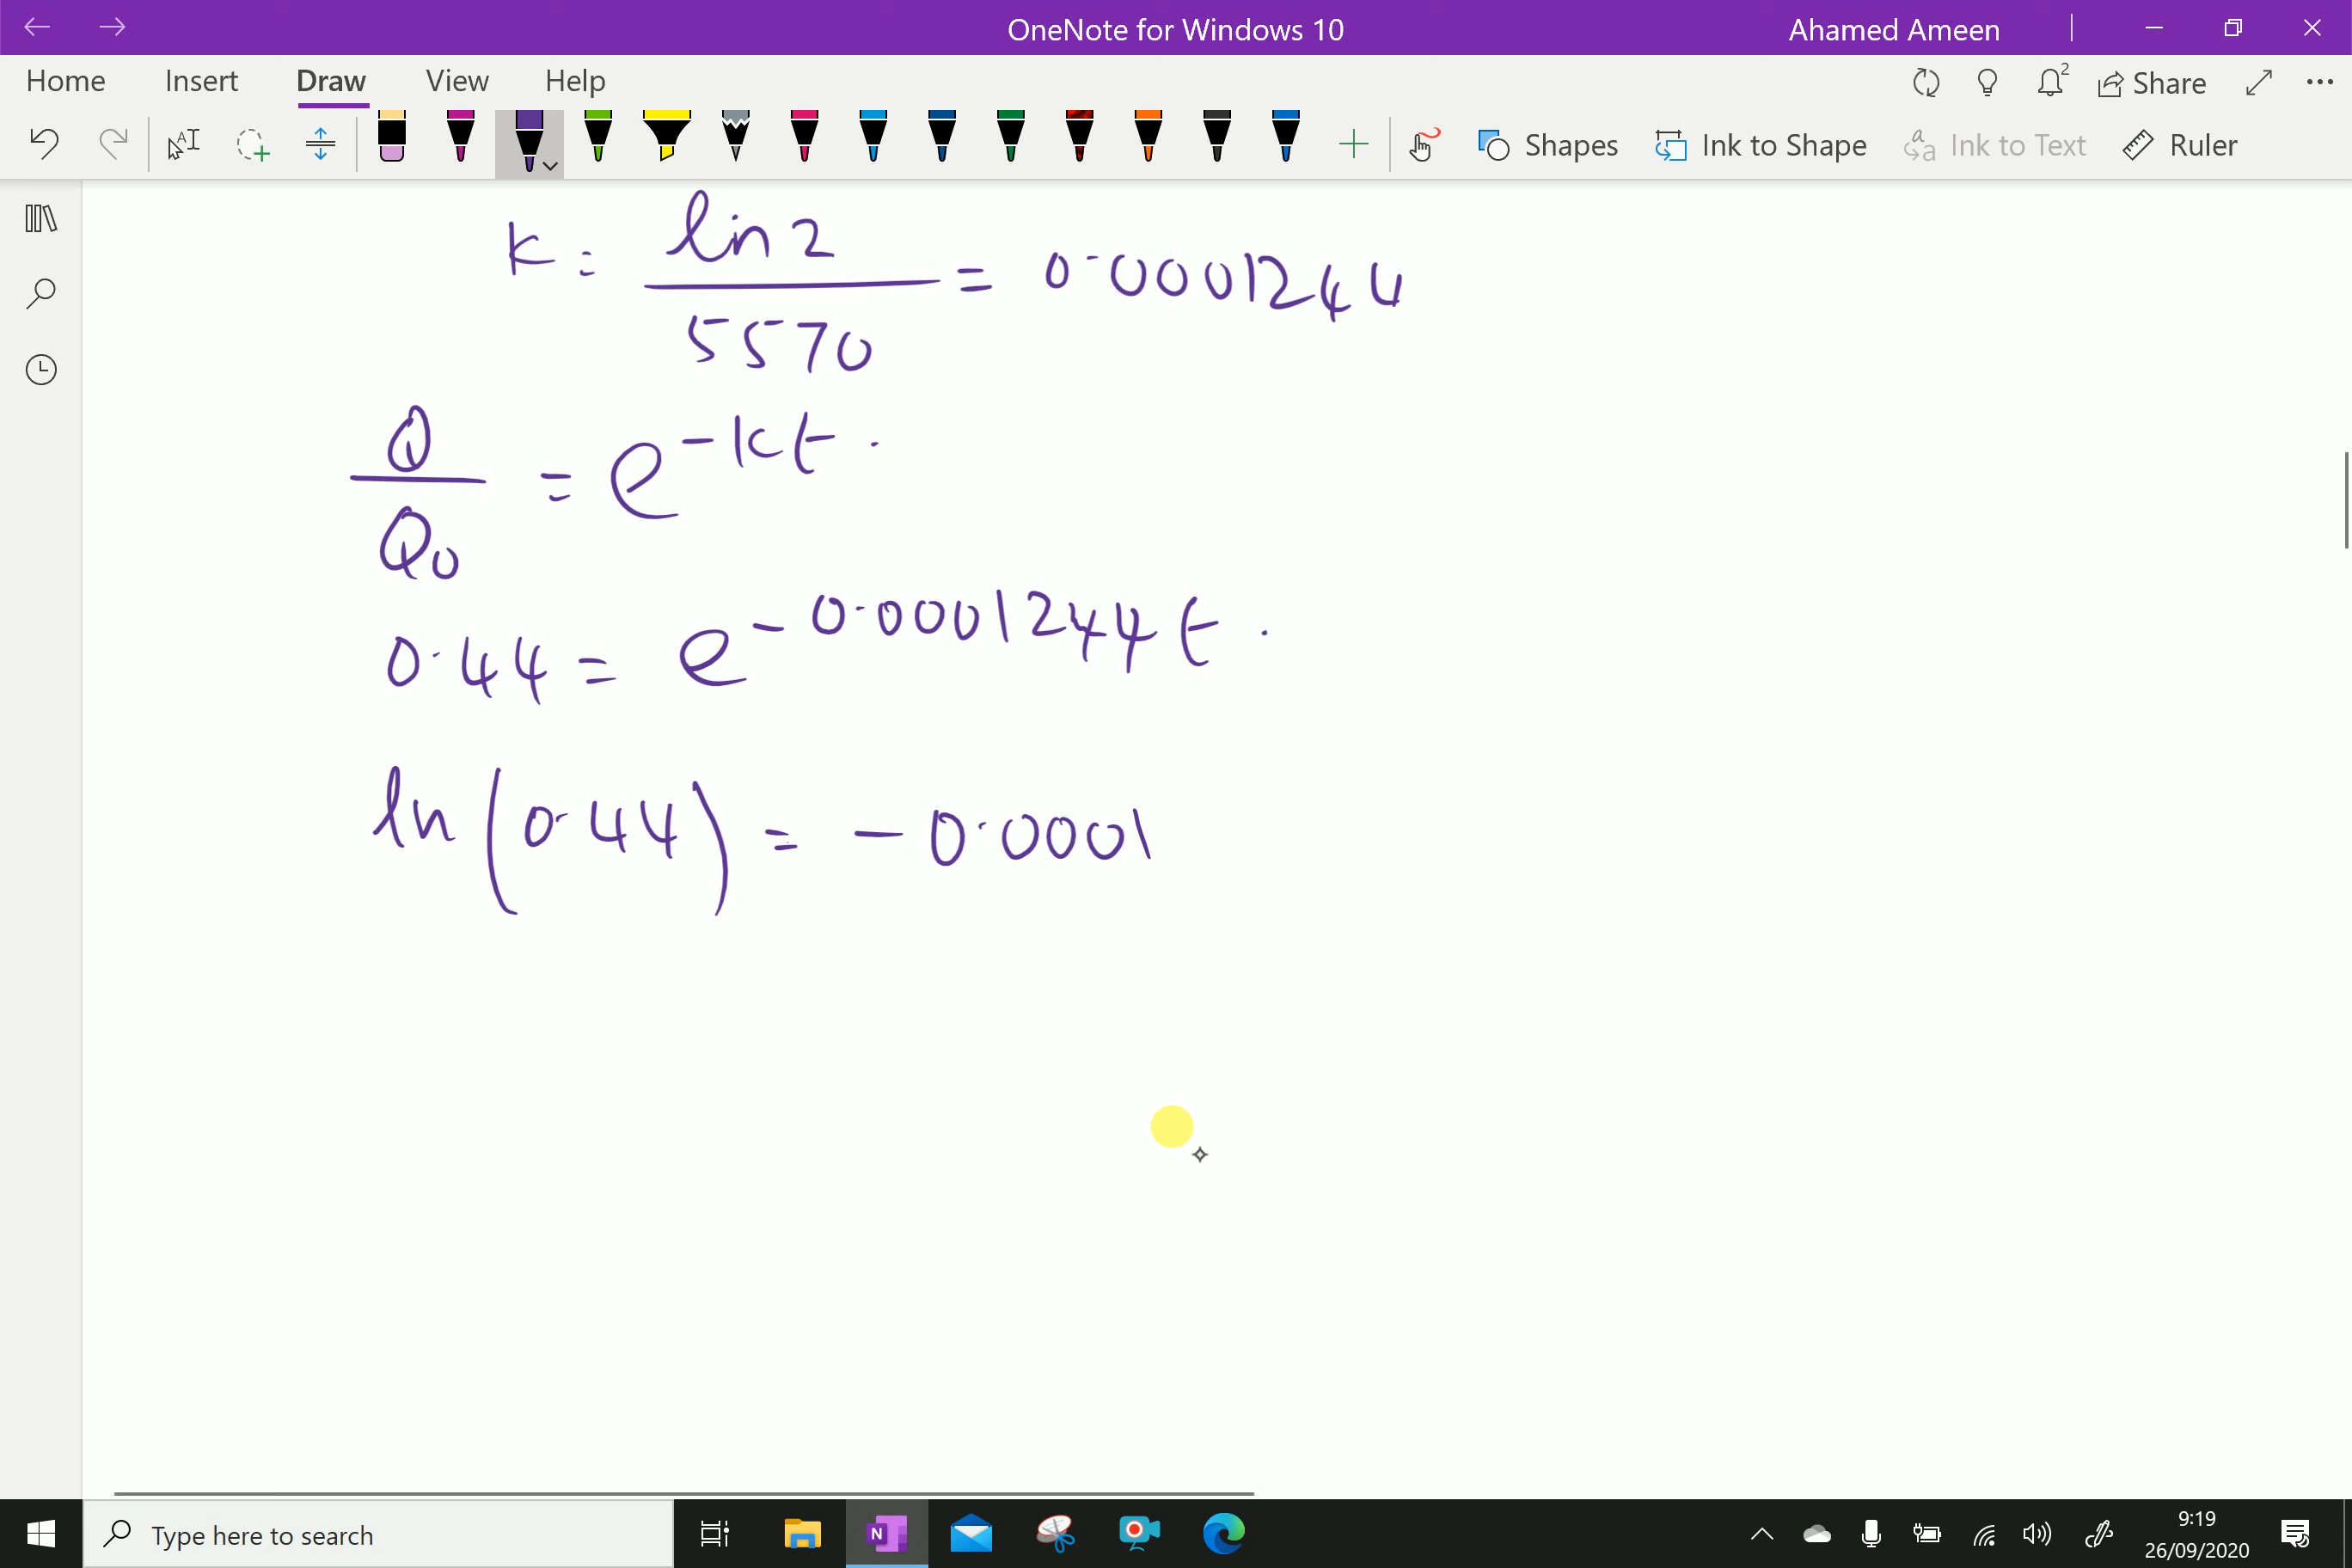 OneNote for Windows 10 Ahamed Ameen
Home Insert Draw View Help 2 Share
Shapes Ink to Shape Ink to Text Ruler
k = ln 2 / 5570 = 0.0001244
Q / Q₀ = e^-kt.
0.44 = e^-0.0001244t.
ln(0.44) = -0.0001
Type here to search
9:19
26/09/2020